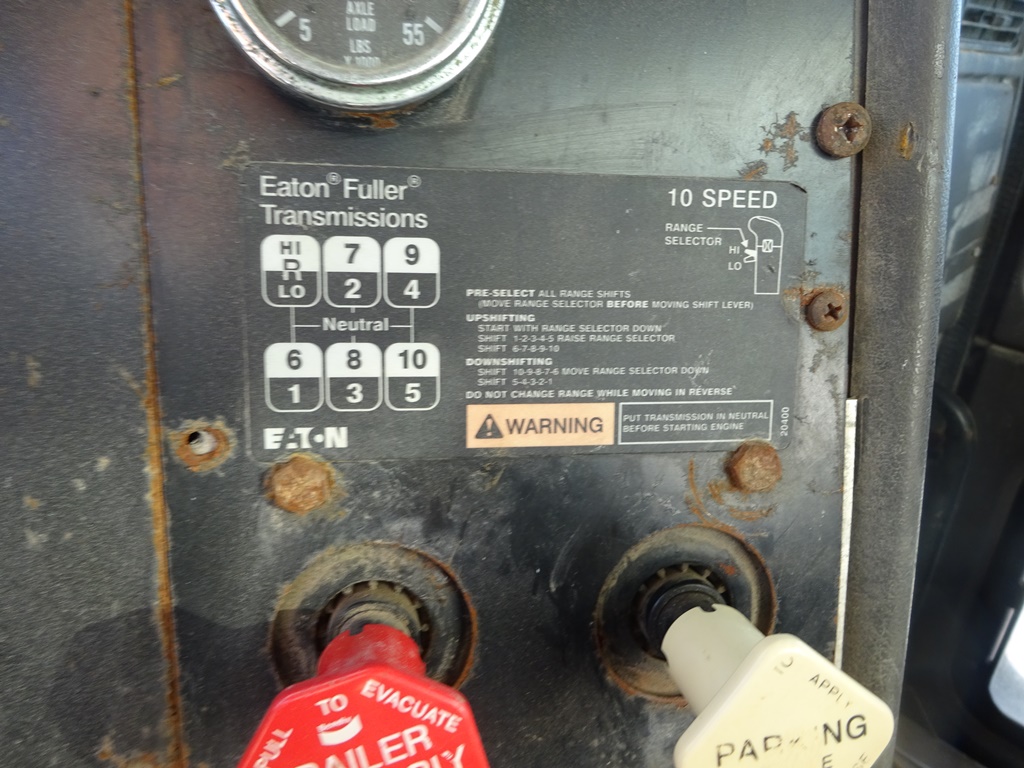 AXLE
LOAD
5 55
LBS
X 1000
Eaton® Fuller®
Transmissions
10 SPEED
RANGE
SELECTOR
HI
LO
HI
R
LO
7
2
9
4
Neutral
6
1
8
3
10
5
EATON
PRE-SELECT ALL RANGE SHIFTS
(MOVE RANGE SELECTOR BEFORE MOVING SHIFT LEVER)
UPSHIFTING
START WITH RANGE SELECTOR DOWN
SHIFT 1-2-3-4-5 RAISE RANGE SELECTOR
SHIFT 6-7-8-9-10
DOWNSHIFTING
SHIFT 10-9-8-7-6 MOVE RANGE SELECTOR DOWN
SHIFT 5-4-3-2-1
DO NOT CHANGE RANGE WHILE MOVING IN REVERSE
WARNING
PUT TRANSMISSION IN NEUTRAL
BEFORE STARTING ENGINE
20400
PULL TO EVACUATE
TO APPLY